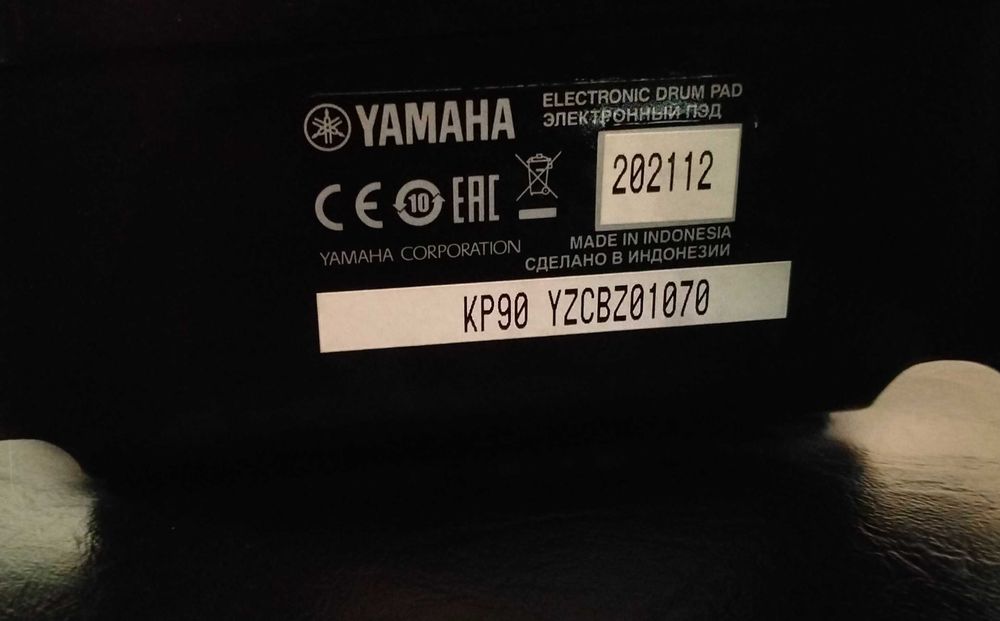 YAMAHA
ELECTRONIC DRUM PAD
ЭЛЕКТРОННЫЙ ПЭД
202112
CE 10 EAC
YAMAHA CORPORATION
MADE IN INDONESIA
СДЕЛАНО В ИНДОНЕЗИИ
KP90 YZCBZ01070